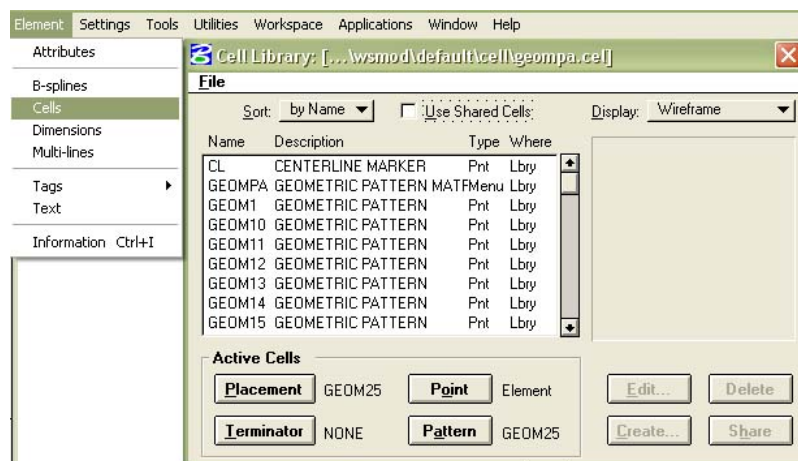 Element Settings Tools Utilities Workspace Applications Window Help
Attributes
B-splines
Cells
Dimensions
Multi-lines
Tags
Text
Information Ctrl+I
Cell Library: [...\wsmod\default\cell\geompa.cel]
File
Sort: by Name Use Shared Cells: Display: Wireframe
Name Description Type Where
CL CENTERLINE MARKER Pnt Lbry
GEOMPA GEOMETRIC PATTERN MATFMenu Lbry
GEOM1 GEOMETRIC PATTERN Pnt Lbry
GEOM10 GEOMETRIC PATTERN Pnt Lbry
GEOM11 GEOMETRIC PATTERN Pnt Lbry
GEOM12 GEOMETRIC PATTERN Pnt Lbry
GEOM13 GEOMETRIC PATTERN Pnt Lbry
GEOM14 GEOMETRIC PATTERN Pnt Lbry
GEOM15 GEOMETRIC PATTERN Pnt Lbry
Active Cells
Placement GEOM25 Point Element Edit... Delete
Terminator NONE Pattern GEOM25 Create... Share